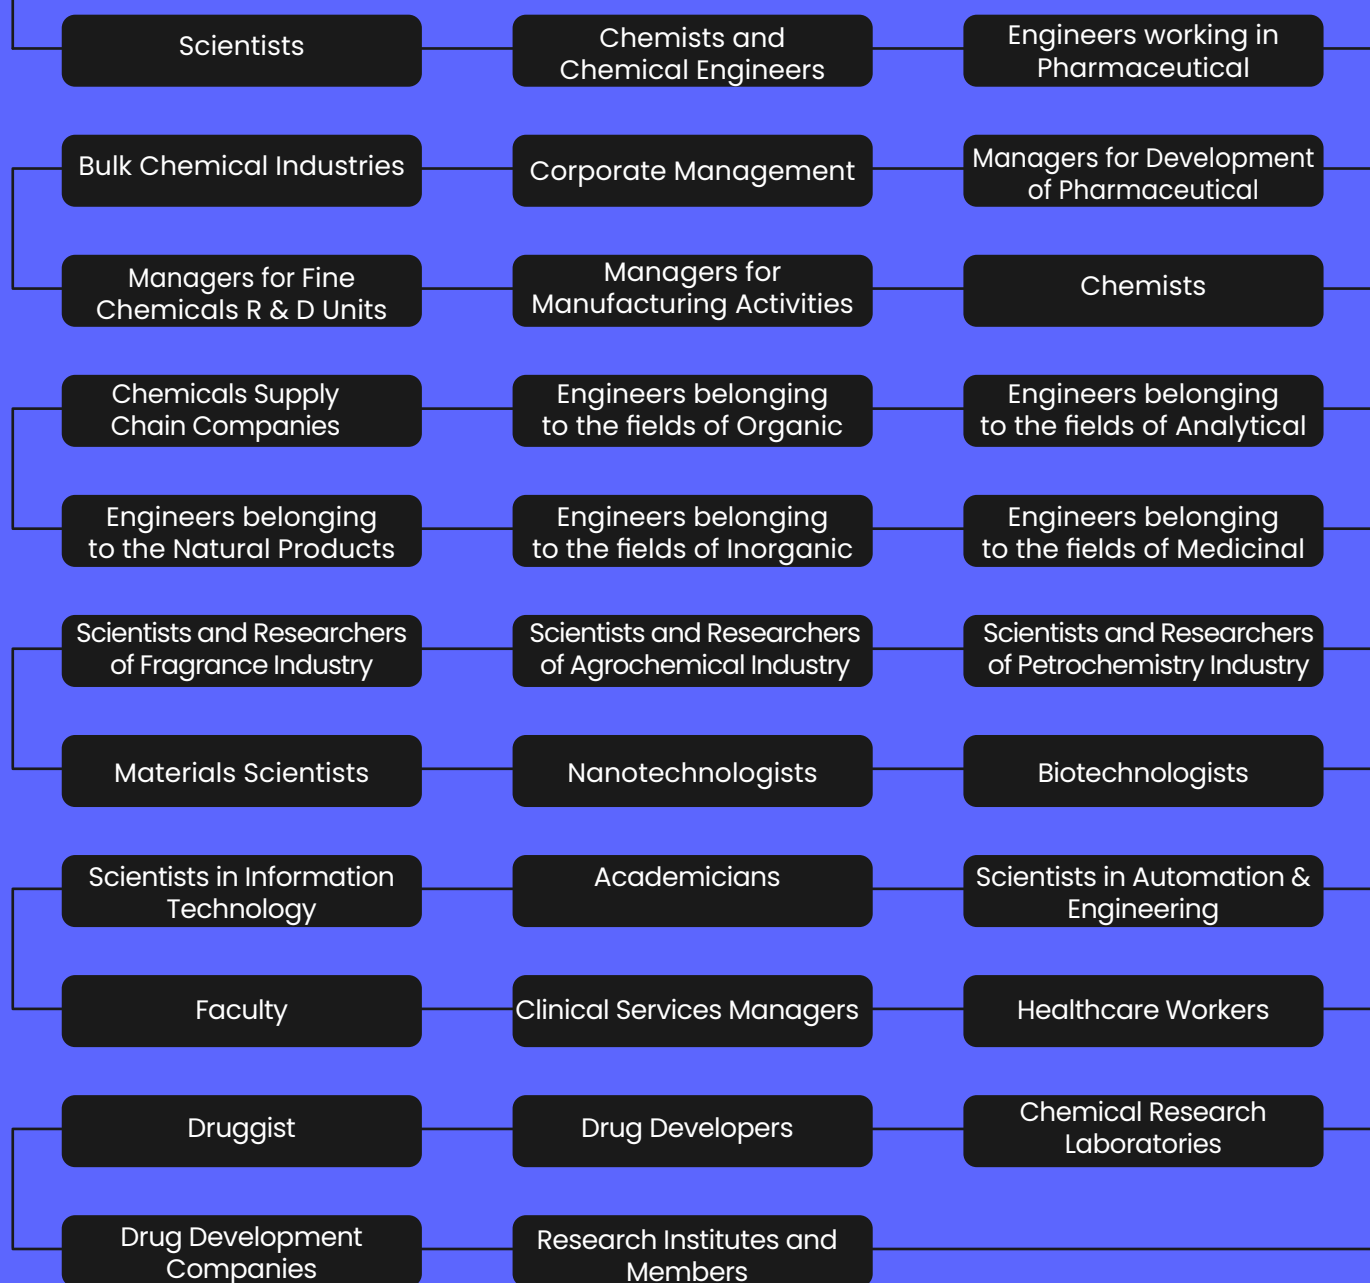 Scientists
Chemists and
Chemical Engineers
Engineers working in
Pharmaceutical
Bulk Chemical Industries
Corporate Management
Managers for Development
of Pharmaceutical
Managers for Fine
Chemicals R & D Units
Managers for
Manufacturing Activities
Chemists
Chemicals Supply
Chain Companies
Engineers belonging
to the fields of Organic
Engineers belonging
to the fields of Analytical
Engineers belonging
to the Natural Products
Engineers belonging
to the fields of Inorganic
Engineers belonging
to the fields of Medicinal
Scientists and Researchers
of Fragrance Industry
Scientists and Researchers
of Agrochemical Industry
Scientists and Researchers
of Petrochemistry Industry
Materials Scientists
Nanotechnologists
Biotechnologists
Scientists in Information
Technology
Academicians
Scientists in Automation &
Engineering
Faculty
Clinical Services Managers
Healthcare Workers
Druggist
Drug Developers
Chemical Research
Laboratories
Drug Development
Companies
Research Institutes and
Members